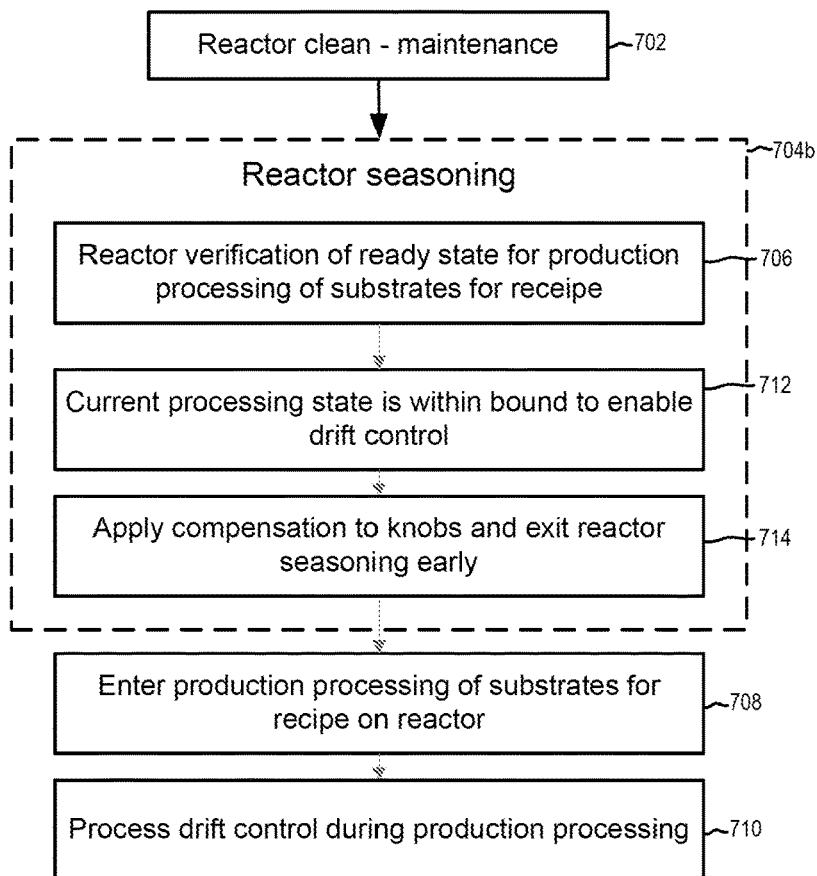 Reactor clean - maintenance
702
704b
Reactor seasoning
Reactor verification of ready state for production
processing of substrates for receipe
706
Current processing state is within bound to enable
drift control
712
Apply compensation to knobs and exit reactor
seasoning early
714
Enter production processing of substrates for
recipe on reactor
708
Process drift control during production processing
710